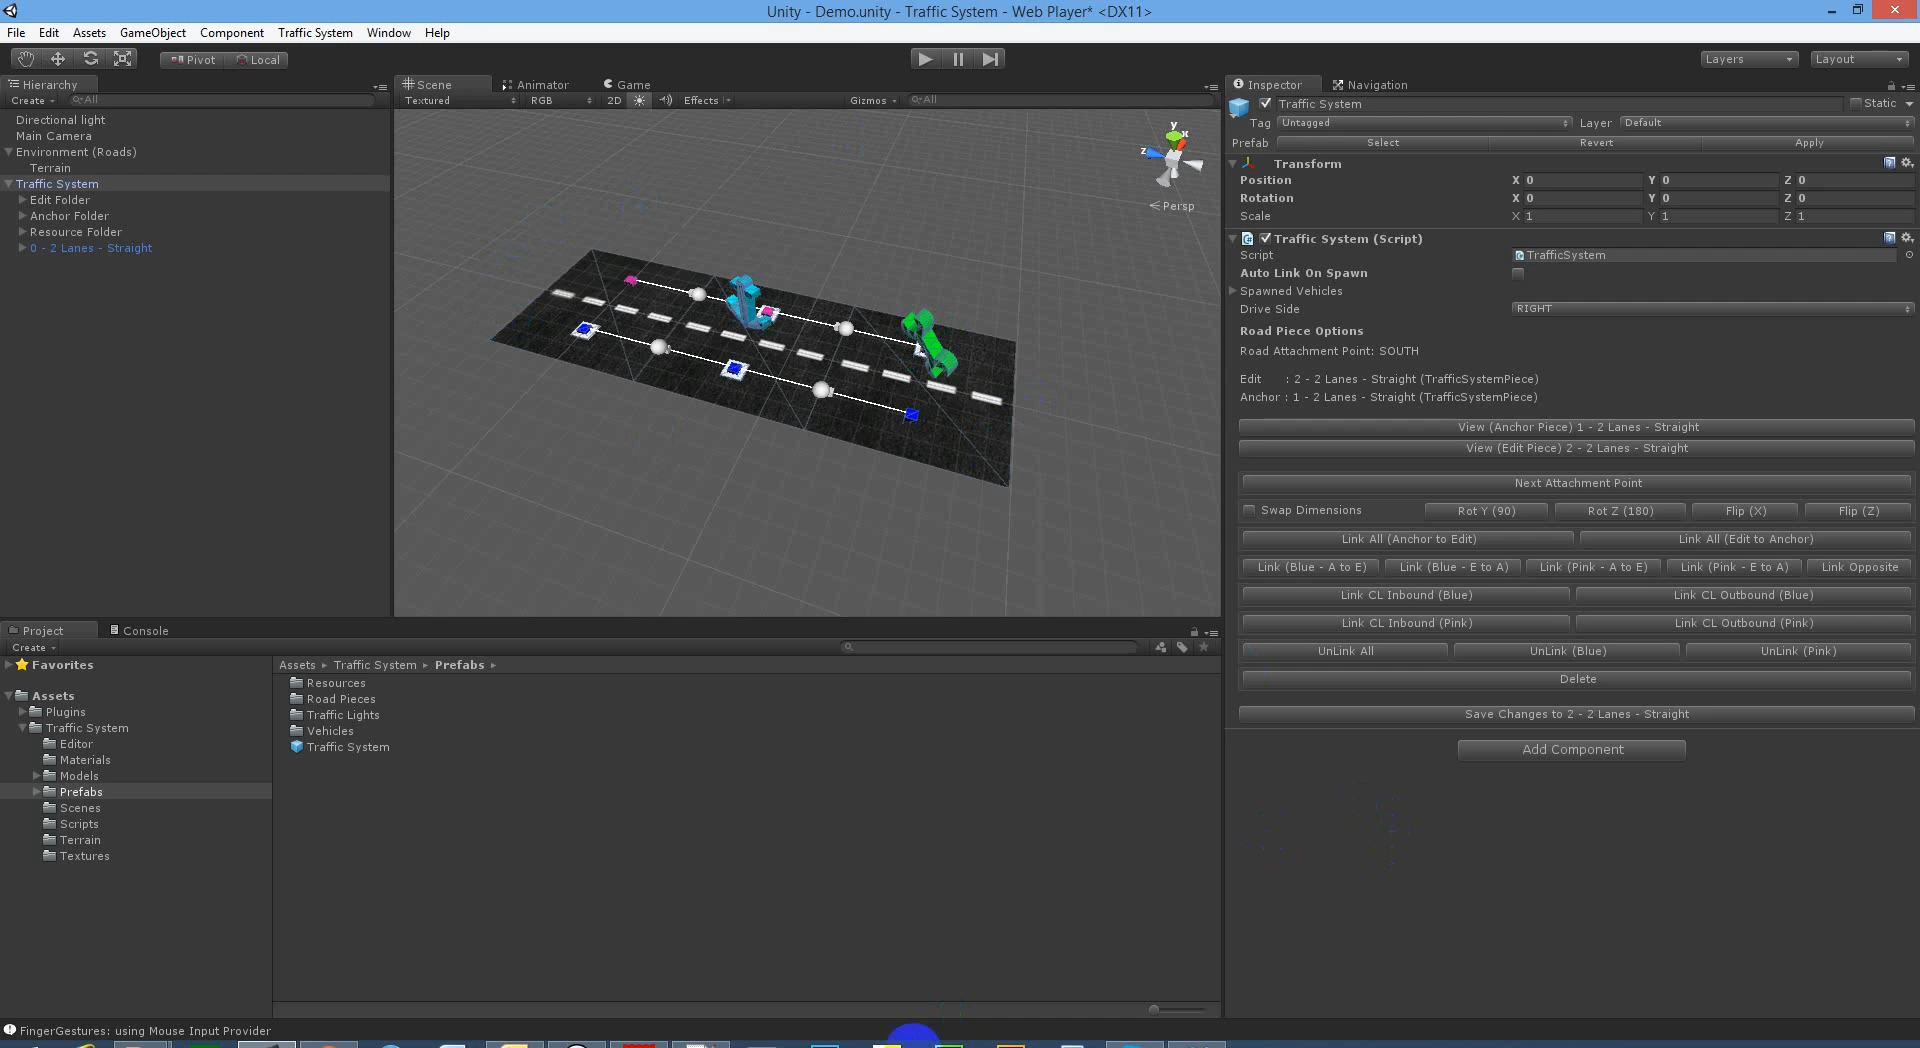 Unity - Demo.unity - Traffic System - Web Player* <DX11>
File Edit Assets GameObject Component Traffic System Window Help
Pivot Local Layers Layout
Hierarchy
Create All
Directional light
Main Camera
Environment (Roads)
Terrain
Traffic System
Edit Folder
Anchor Folder
Resource Folder
0 - 2 Lanes - Straight
Scene Animator Game
Textured RGB 2D Effects Gizmos All
y
x
z
Persp
Inspector Navigation
Traffic System Static
Tag Untagged Layer Default
Prefab Select Revert Apply
Transform
Position X 0 Y 0 Z 0
Rotation X 0 Y 0 Z 0
Scale X 1 Y 1 Z 1
Traffic System (Script)
Script TrafficSystem
Auto Link On Spawn
Spawned Vehicles
Drive Side RIGHT
Road Piece Options
Road Attachment Point: SOUTH
Edit : 2 - 2 Lanes - Straight (TrafficSystemPiece)
Anchor : 1 - 2 Lanes - Straight (TrafficSystemPiece)
View (Anchor Piece) 1 - 2 Lanes - Straight
View (Edit Piece) 2 - 2 Lanes - Straight
Next Attachment Point
Swap Dimensions Rot Y (90) Rot Z (180) Flip (X) Flip (Z)
Link All (Anchor to Edit) Link All (Edit to Anchor)
Link (Blue - A to E) Link (Blue - E to A) Link (Pink - A to E) Link (Pink - E to A) Link Opposite
Link CL Inbound (Blue) Link CL Outbound (Blue)
Link CL Inbound (Pink) Link CL Outbound (Pink)
UnLink All UnLink (Blue) UnLink (Pink)
Delete
Save Changes to 2 - 2 Lanes - Straight
Add Component
Project Console
Create
Favorites
Assets
Plugins
Traffic System
Editor
Materials
Models
Prefabs
Scenes
Scripts
Terrain
Textures
Assets Traffic System Prefabs
Resources
Road Pieces
Traffic Lights
Vehicles
Traffic System
FingerGestures: using Mouse Input Provider